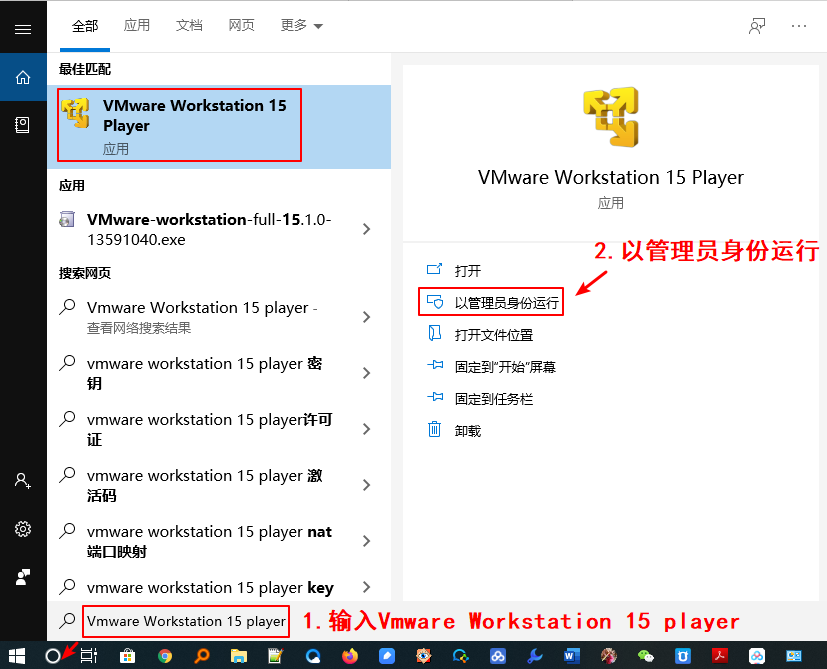 全部 应用 文档 网页 更多
最佳匹配
VMware Workstation 15
Player
应用
应用
VMware-workstation-full-15.1.0-
13591040.exe
搜索网页
Vmware Workstation 15 player -
查看网络搜索结果
vmware workstation 15 player 密
钥
vmware workstation 15 player许可
证
vmware workstation 15 player 激
活码
vmware workstation 15 player nat
端口映射
vmware workstation 15 player key
VMware Workstation 15 Player
应用
2.以管理员身份运行
打开
以管理员身份运行
打开文件位置
固定到"开始"屏幕
固定到任务栏
卸载
Vmware Workstation 15 player
1.输入Vmware Workstation 15 player